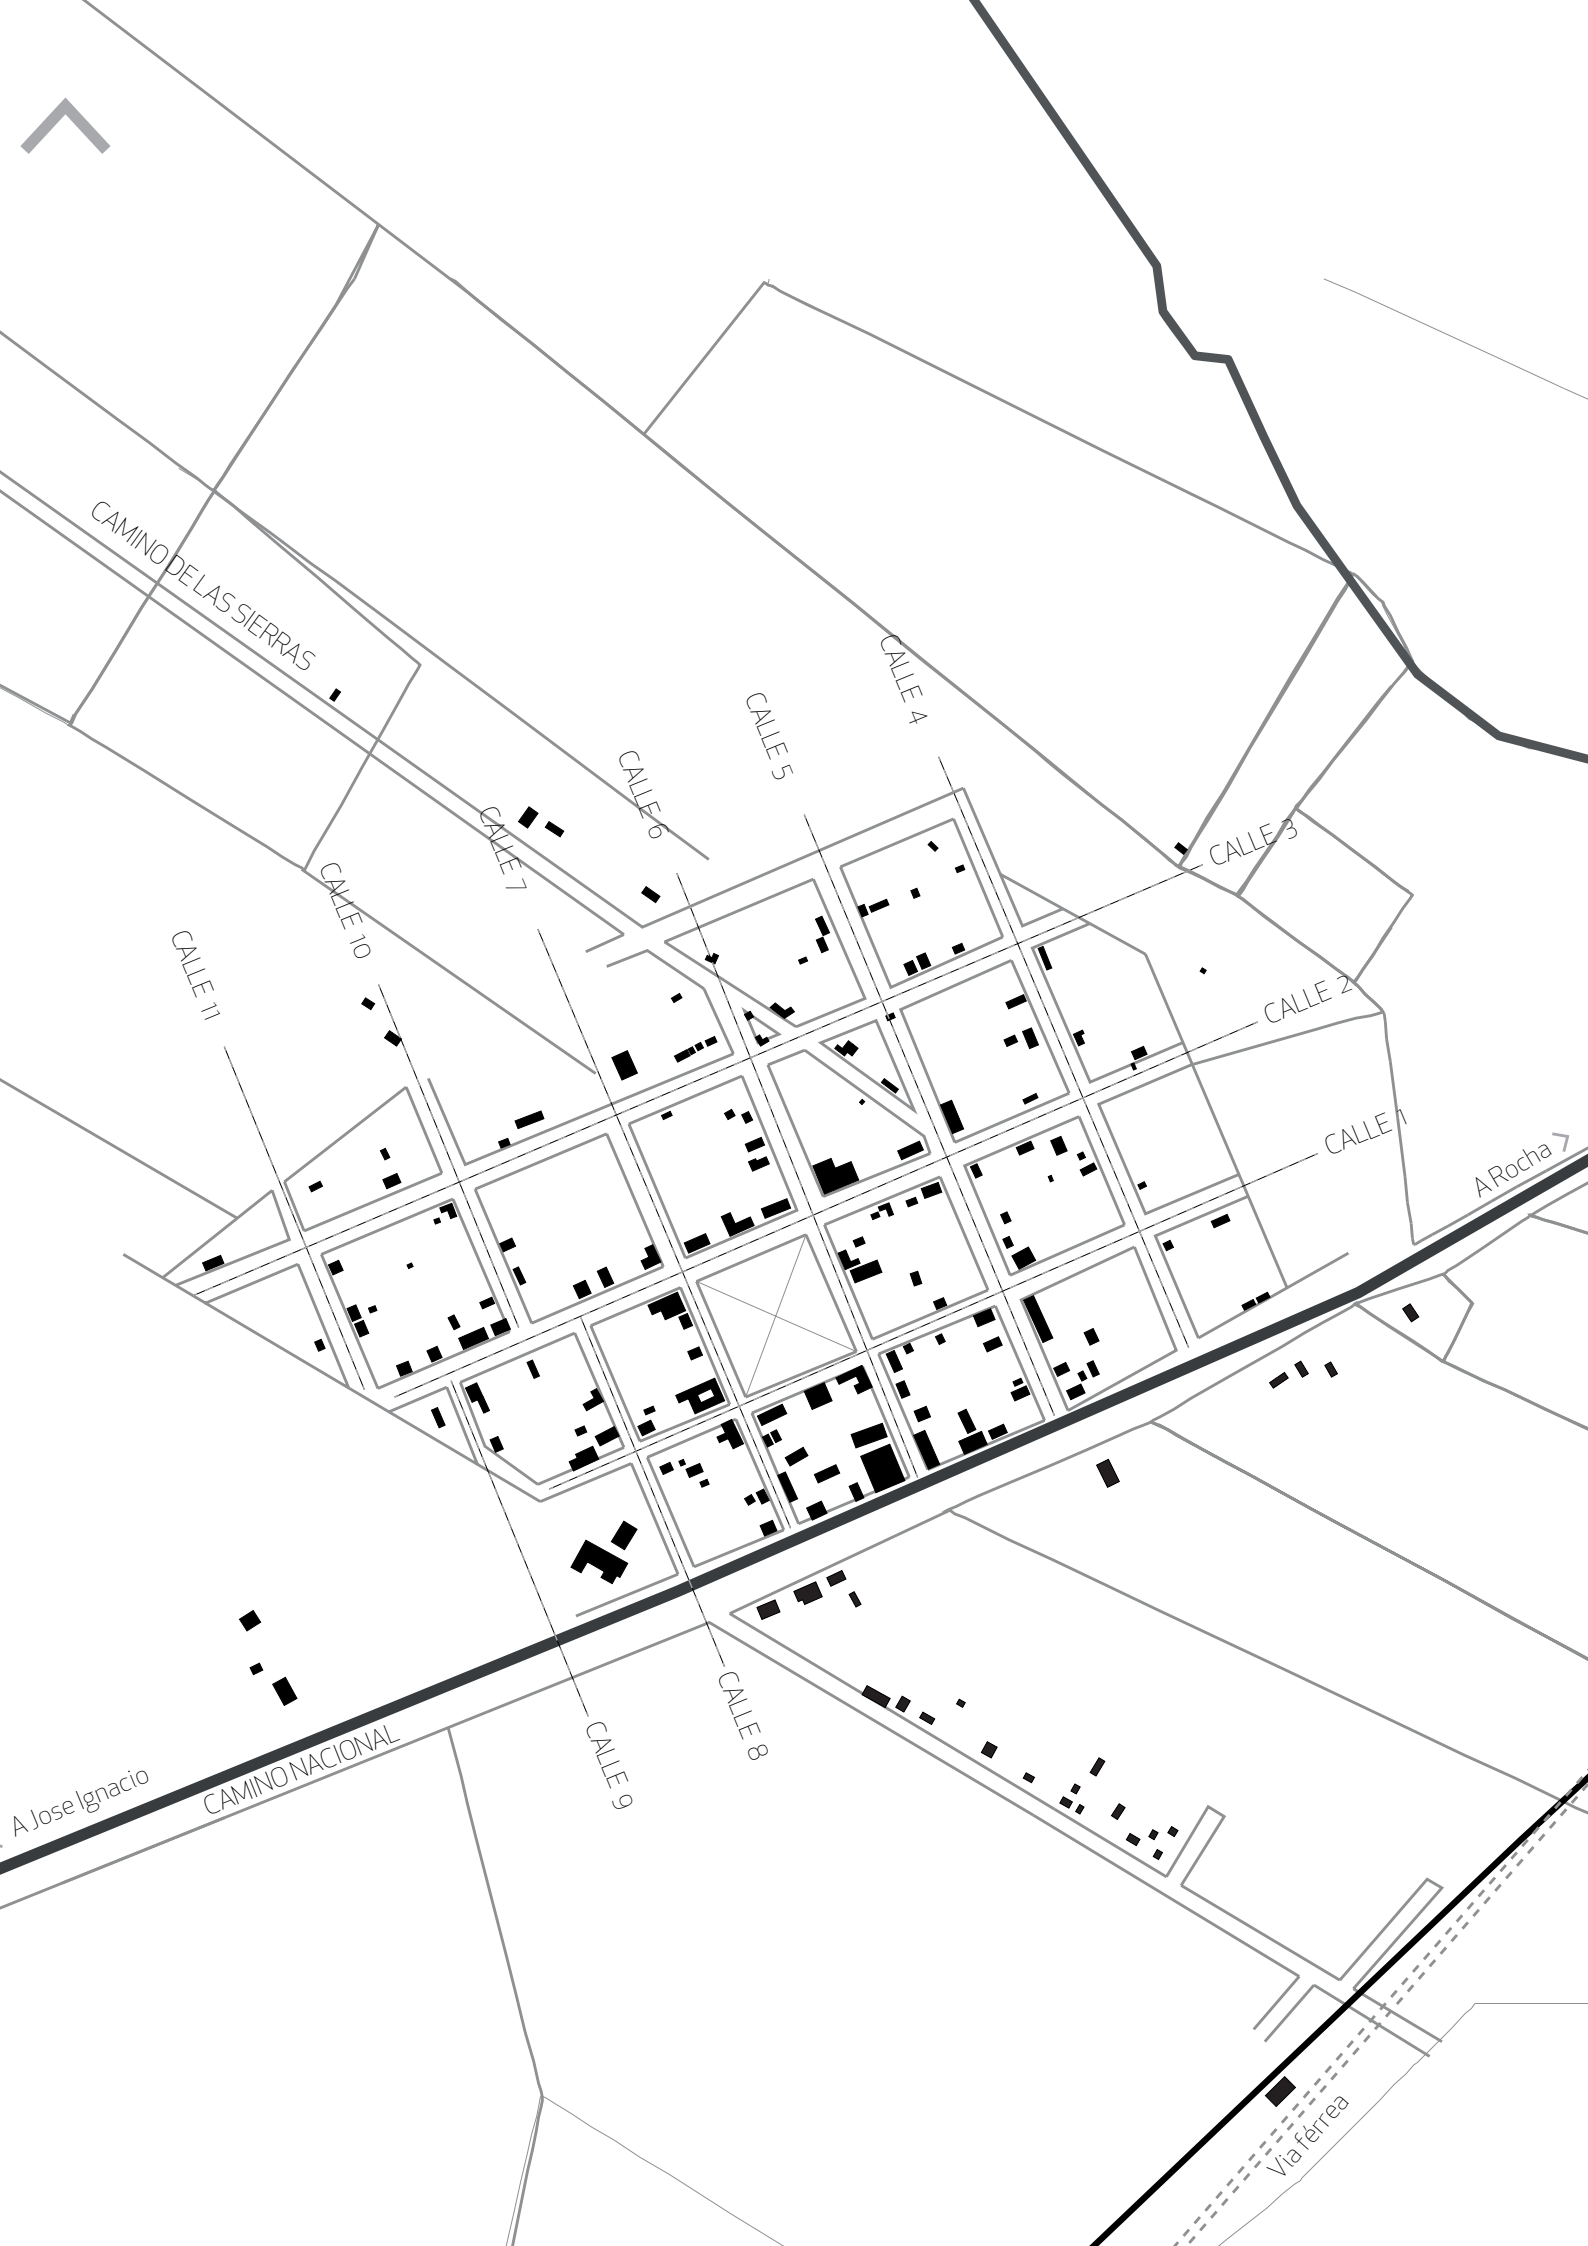 CAMINO DE LAS SIERRAS
CALLE 4
CALLE 5
CALLE 6
CALLE 7
CALLE 3
CALLE 10
CALLE 11
CALLE 2
CALLE 1
A Rocha
CALLE 8
CALLE 9
CAMINO NACIONAL
A Jose Ignacio
Via férrea